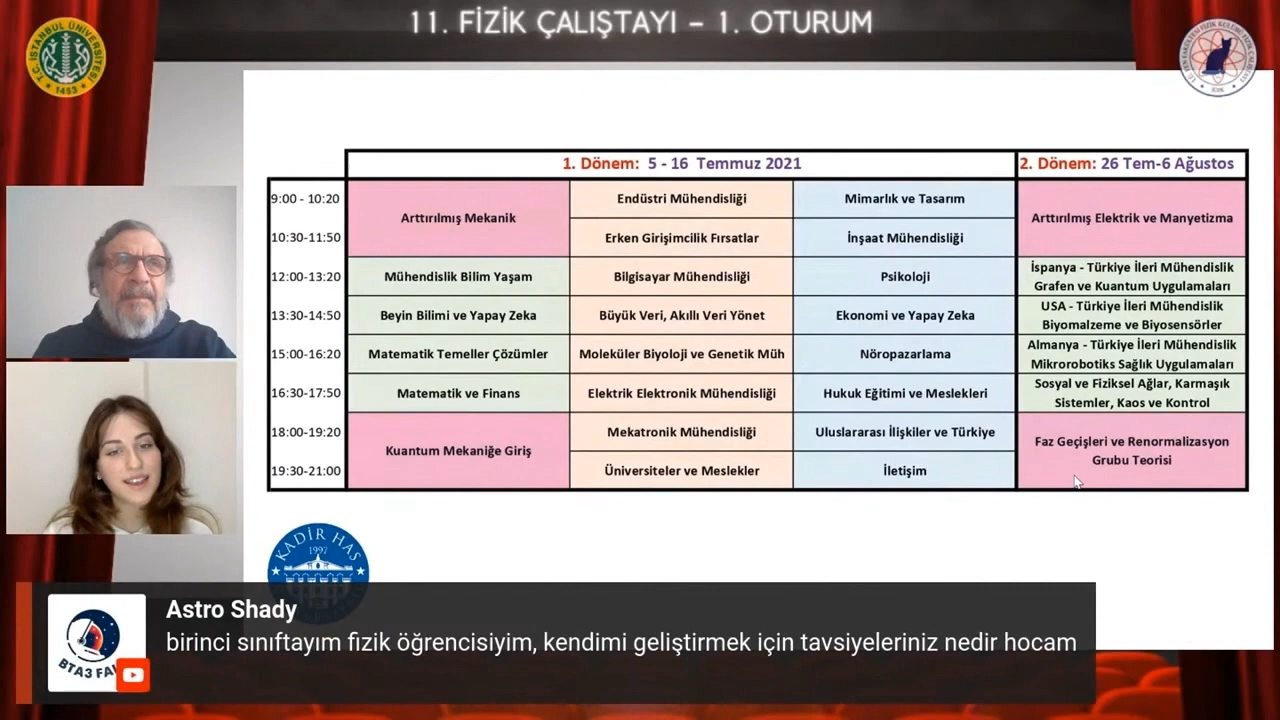 11. FİZİK ÇALIŞTAYI – 1. OTURUM
T.C. İSTANBUL ÜNİVERSİTESİ
1453
1. Dönem: 5 - 16 Temmuz 2021
2. Dönem: 26 Tem-6 Ağustos
9:00 - 10:20
Arttırılmış Mekanik
Endüstri Mühendisliği
Mimarlık ve Tasarım
Arttırılmış Elektrik ve Manyetizma
10:30-11:50
Erken Girişimcilik Fırsatlar
İnşaat Mühendisliği
12:00-13:20
Mühendislik Bilim Yaşam
Bilgisayar Mühendisliği
Psikoloji
İspanya - Türkiye İleri Mühendislik
Grafen ve Kuantum Uygulamaları
13:30-14:50
Beyin Bilimi ve Yapay Zeka
Büyük Veri, Akıllı Veri Yönet
Ekonomi ve Yapay Zeka
USA - Türkiye İleri Mühendislik
Biyomalzeme ve Biyosensörler
15:00-16:20
Matematik Temeller Çözümler
Moleküler Biyoloji ve Genetik Müh
Nöropazarlama
Almanya - Türkiye İleri Mühendislik
Mikrorobotiks Sağlık Uygulamaları
16:30-17:50
Matematik ve Finans
Elektrik Elektronik Mühendisliği
Hukuk Eğitimi ve Meslekleri
Sosyal ve Fiziksel Ağlar, Karmaşık
Sistemler, Kaos ve Kontrol
18:00-19:20
Kuantum Mekaniğe Giriş
Mekatronik Mühendisliği
Uluslararası İlişkiler ve Türkiye
Faz Geçişleri ve Renormalizasyon
Grubu Teorisi
19:30-21:00
Üniversiteler ve Meslekler
İletişim
KADİR HAS
1997
Astro Shady
birinci sınıftayım fizik öğrencisiyim, kendimi geliştirmek için tavsiyeleriniz nedir hocam
BTA3